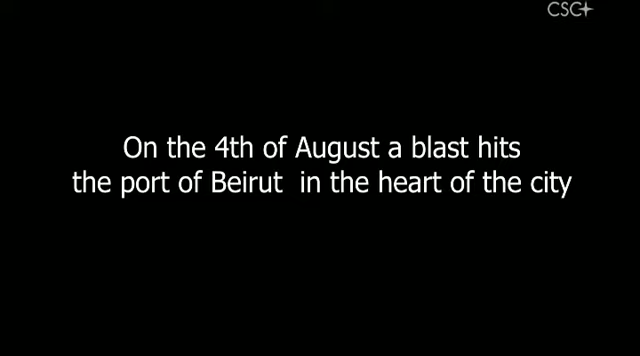 CSC+
On the 4th of August a blast hits
the port of Beirut in the heart of the city